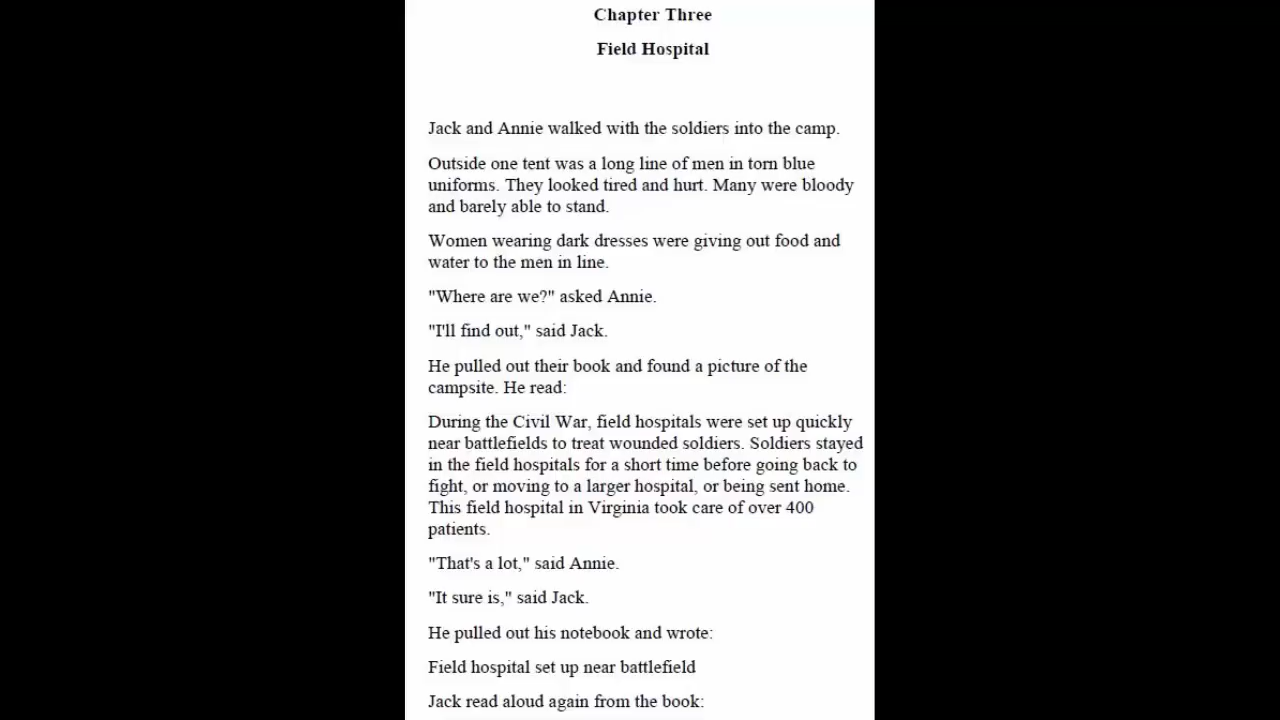 Chapter Three
Field Hospital
Jack and Annie walked with the soldiers into the camp.
Outside one tent was a long line of men in torn blue
uniforms. They looked tired and hurt. Many were bloody
and barely able to stand.
Women wearing dark dresses were giving out food and
water to the men in line.
"Where are we?" asked Annie.
"I'll find out," said Jack.
He pulled out their book and found a picture of the
campsite. He read:
During the Civil War, field hospitals were set up quickly
near battlefields to treat wounded soldiers. Soldiers stayed
in the field hospitals for a short time before going back to
fight, or moving to a larger hospital, or being sent home.
This field hospital in Virginia took care of over 400
patients.
"That's a lot," said Annie.
"It sure is," said Jack.
He pulled out his notebook and wrote:
Field hospital set up near battlefield
Jack read aloud again from the book: